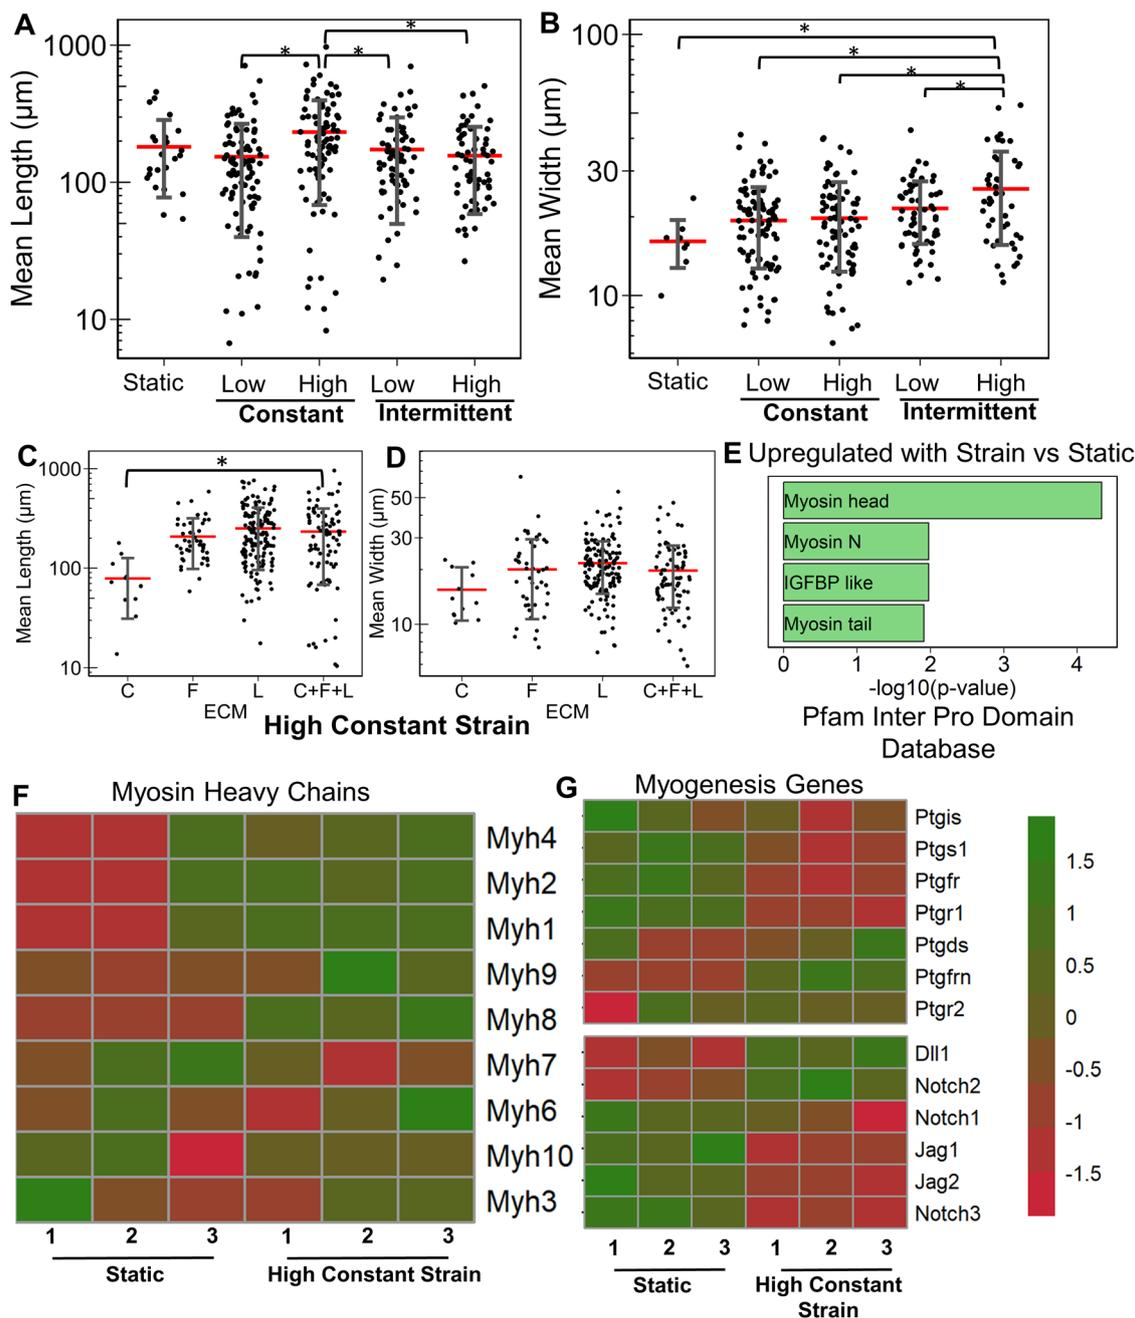 A
Mean Length (µm)
1000
100
10
*
*
*
Static
Low
High
Low
High
Constant
Intermittent
B
Mean Width (µm)
100
30
10
*
*
*
*
Static
Low
High
Low
High
Constant
Intermittent
C
Mean Length (µm)
1000
100
10
*
C
F
L
C+F+L
ECM
D
Mean Width (µm)
50
30
10
C
F
L
C+F+L
ECM
High Constant Strain
E Upregulated with Strain vs Static
Myosin head
Myosin N
IGFBP like
Myosin tail
0 1 2 3 4
-log10(p-value)
Pfam Inter Pro Domain
Database
F
Myosin Heavy Chains
Myh4
Myh2
Myh1
Myh9
Myh8
Myh7
Myh6
Myh10
Myh3
1 2 3 1 2 3
Static
High Constant Strain
G
Myogenesis Genes
Ptgis
Ptgs1
Ptgfr
Ptgr1
Ptgds
Ptgfrn
Ptgr2
Dll1
Notch2
Notch1
Jag1
Jag2
Notch3
1 2 3 1 2 3
Static
High Constant
Strain
1.5
1
0.5
0
-0.5
-1
-1.5